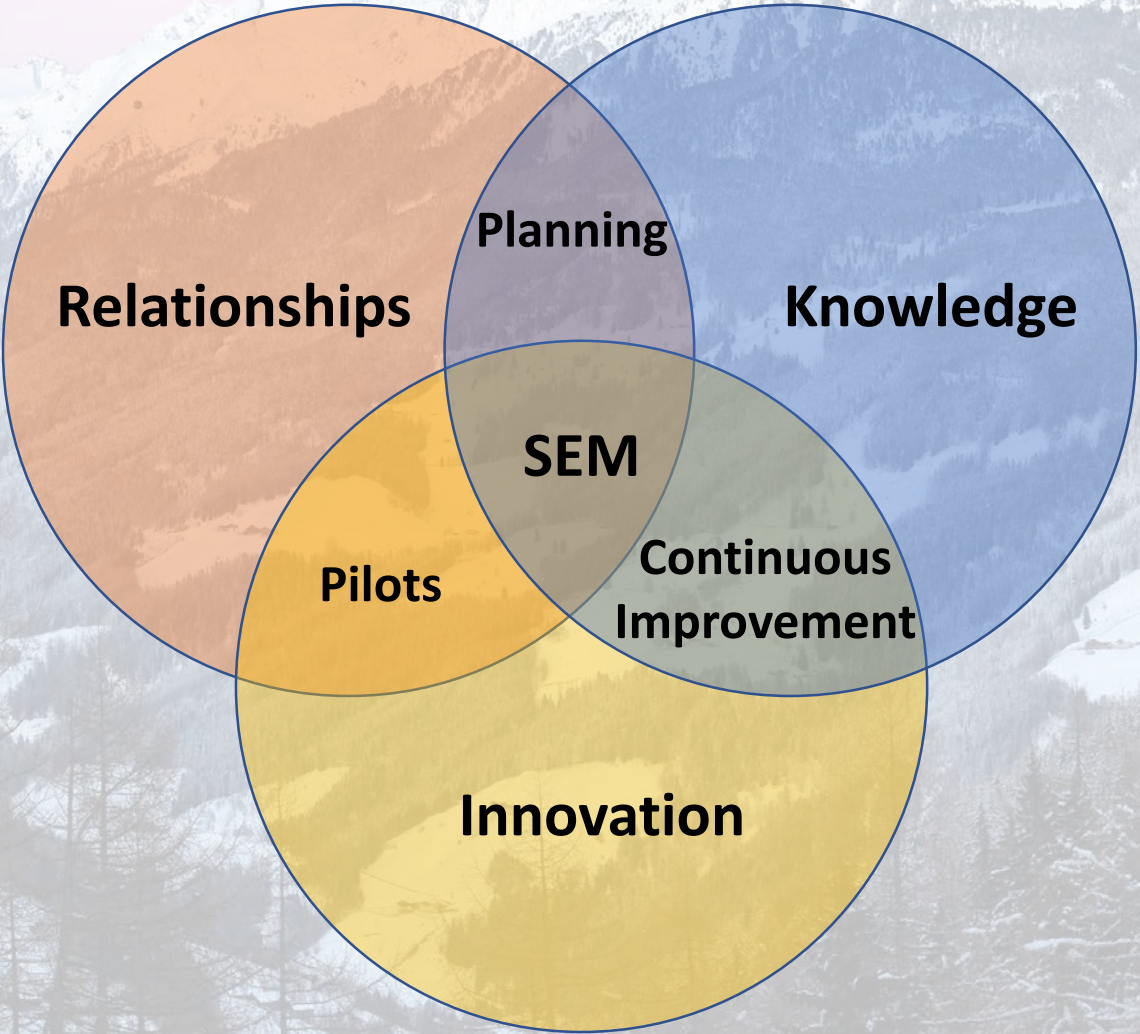 Planning
Relationships
Knowledge
SEM
Pilots
Continuous
Improvement
Innovation